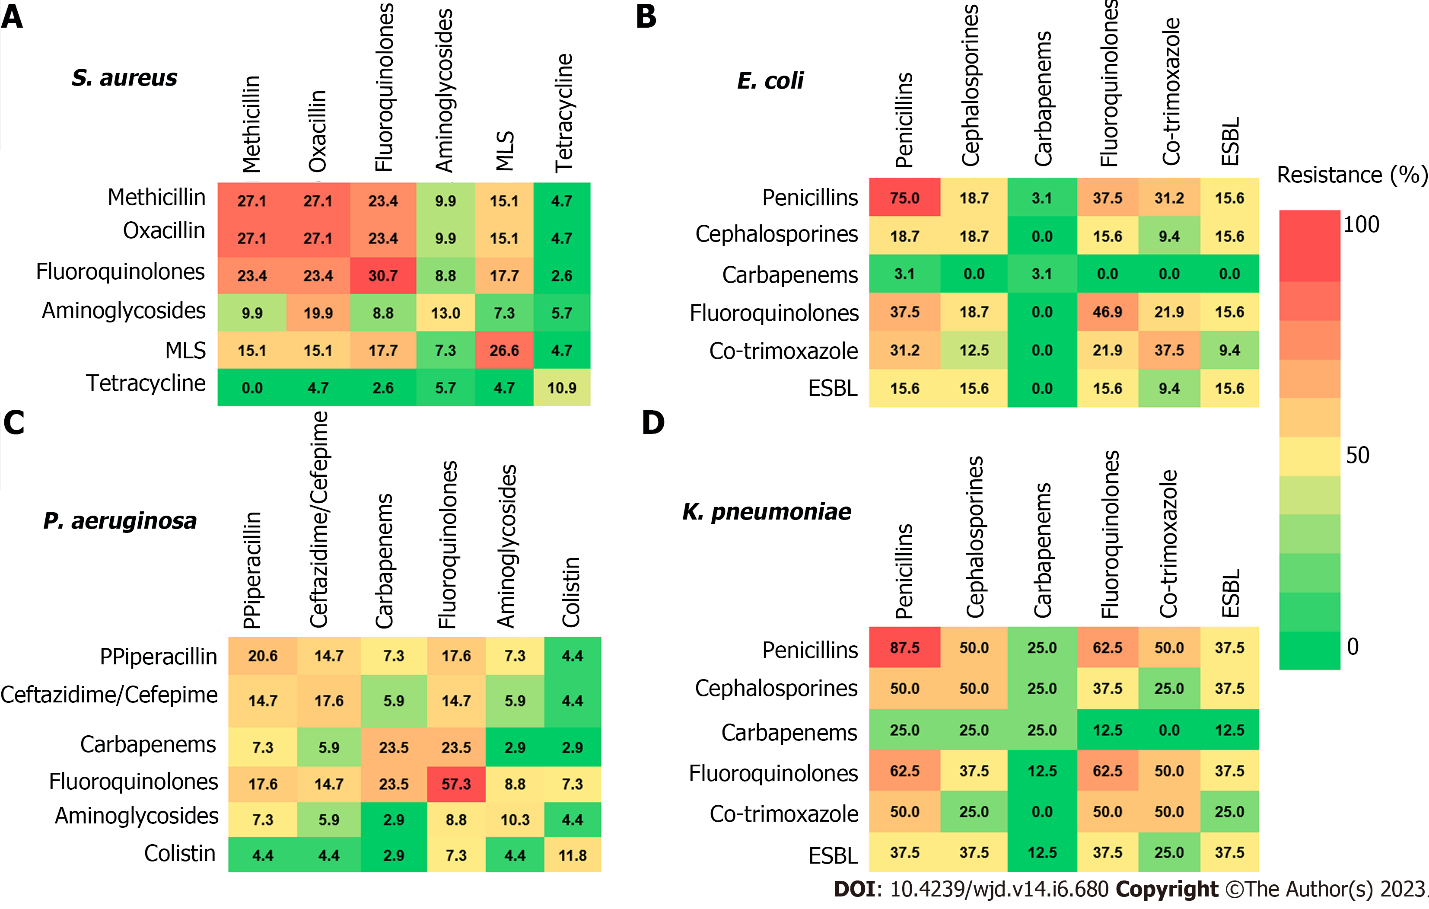 A
S. aureus
Methicillin
Oxacillin
Fluoroquinolones
Aminoglycosides
MLS
Tetracycline
Methicillin 27.1 27.1 23.4 9.9 15.1 4.7
Oxacillin 27.1 27.1 23.4 9.9 15.1 4.7
Fluoroquinolones 23.4 23.4 30.7 8.8 17.7 2.6
Aminoglycosides 9.9 19.9 8.8 13.0 7.3 5.7
MLS 15.1 15.1 17.7 7.3 26.6 4.7
Tetracycline 0.0 4.7 2.6 5.7 4.7 10.9
B
E. coli
Penicillins
Cephalosporines
Carbapenems
Fluoroquinolones
Co-trimoxazole
ESBL
Penicillins 75.0 18.7 3.1 37.5 31.2 15.6
Cephalosporines 18.7 18.7 0.0 15.6 9.4 15.6
Carbapenems 3.1 0.0 3.1 0.0 0.0 0.0
Fluoroquinolones 37.5 18.7 0.0 46.9 21.9 15.6
Co-trimoxazole 31.2 12.5 0.0 21.9 37.5 9.4
ESBL 15.6 15.6 0.0 15.6 9.4 15.6
Resistance (%)
100
50
0
C
P. aeruginosa
PPiperacillin
Ceftazidime/Cefepime
Carbapenems
Fluoroquinolones
Aminoglycosides
Colistin
PPiperacillin 20.6 14.7 7.3 17.6 7.3 4.4
Ceftazidime/Cefepime 14.7 17.6 5.9 14.7 5.9 4.4
Carbapenems 7.3 5.9 23.5 23.5 2.9 2.9
Fluoroquinolones 17.6 14.7 23.5 57.3 8.8 7.3
Aminoglycosides 7.3 5.9 2.9 8.8 10.3 4.4
Colistin 4.4 4.4 2.9 7.3 4.4 11.8
D
K. pneumoniae
Penicillins
Cephalosporines
Carbapenems
Fluoroquinolones
Co-trimoxazole
ESBL
Penicillins 87.5 50.0 25.0 62.5 50.0 37.5
Cephalosporines 50.0 50.0 25.0 37.5 25.0 37.5
Carbapenems 25.0 25.0 25.0 12.5 0.0 12.5
Fluoroquinolones 62.5 37.5 12.5 62.5 50.0 37.5
Co-trimoxazole 50.0 25.0 0.0 50.0 50.0 25.0
ESBL 37.5 37.5 12.5 37.5 25.0 37.5
DOI: 10.4239/wjd.v14.i6.680 Copyright ©The Author(s) 2023.